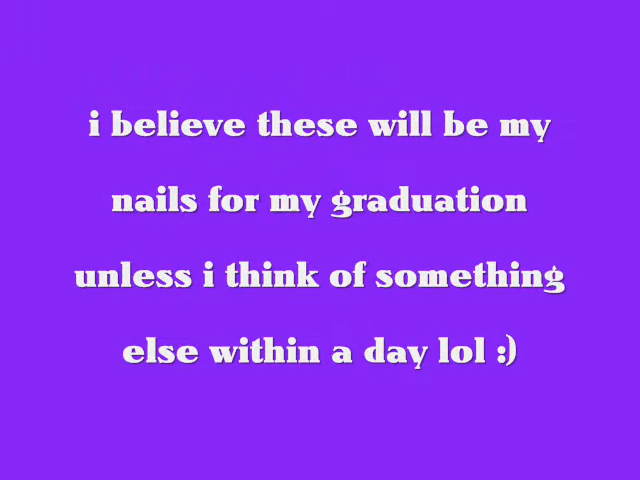 i believe these will be my
nails for my graduation
unless i think of something
else within a day lol :)